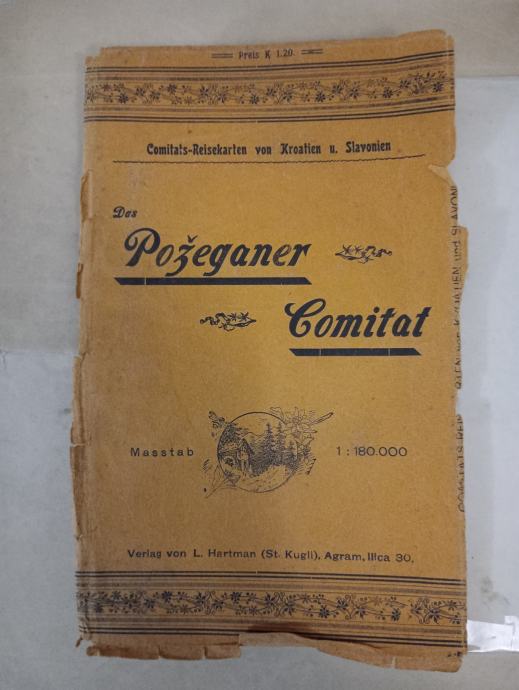 Preis K 1.20.
Comitats-Reisekarten von Kroatien u. Slavonien
Das
Požeganer
Comitat
Masstab 1:180.000
Verlag von L. Hartman (St. Kugli), Agram, Ilica 30.